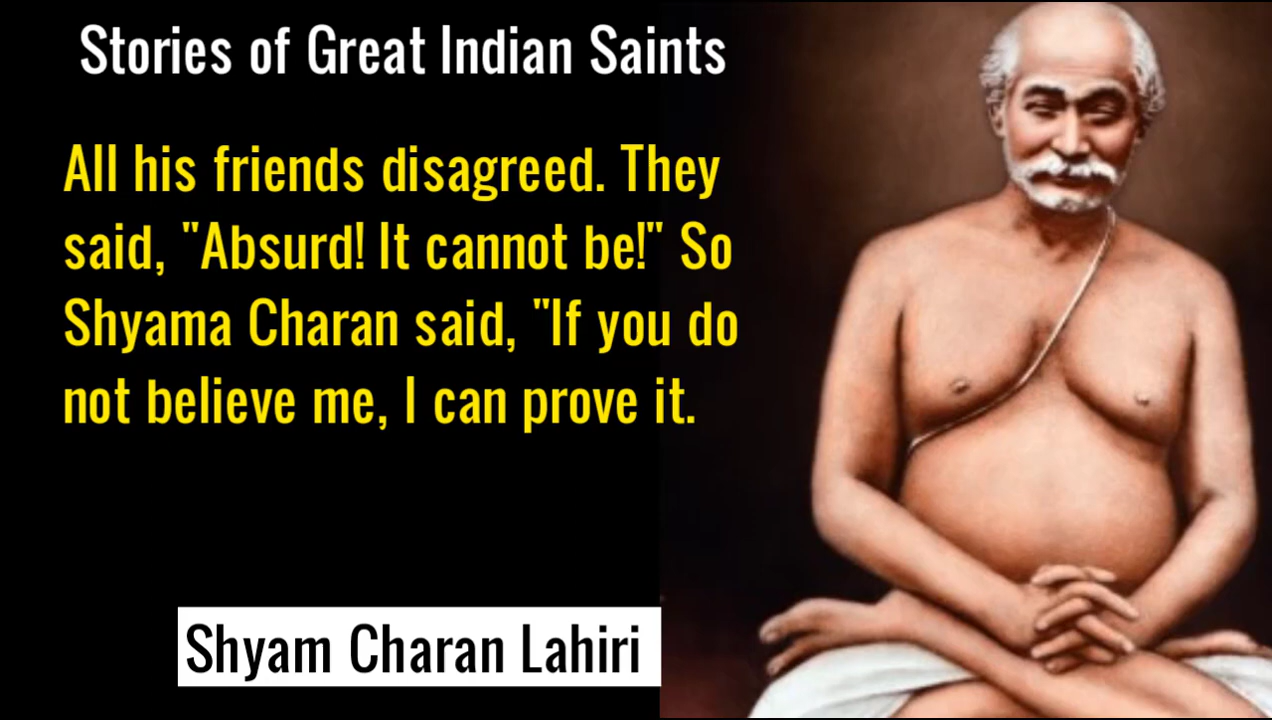 Stories of Great Indian Saints
All his friends disagreed. They
said, "Absurd! It cannot be!" So
Shyama Charan said, "If you do
not believe me, I can prove it.
Shyam Charan Lahiri